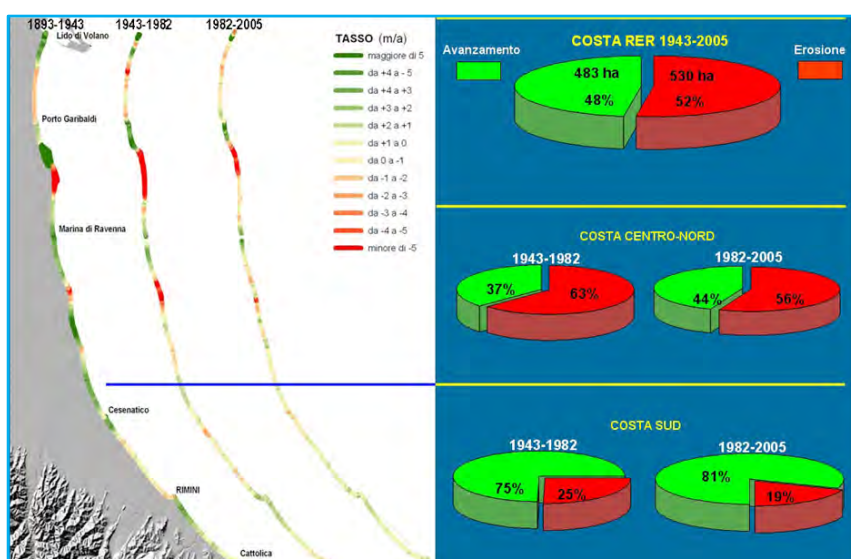 1893-1943
1943-1982
1982-2005
Lido di Volano
Porto Garibaldi
Marina di Ravenna
Cesenatico
RIMINI
Cattolica
TASSO (m/a)
maggiore di 5
da +4 a - 5
da +4 a +3
da +3 a +2
da +2 a +1
da +1 a 0
da 0 a -1
da -1 a -2
da -2 a -3
da -3 a -4
da -4 a -5
minore di -5
COSTA RER 1943-2005
Avanzamento
Erosione
483 ha
48%
530 ha
52%
COSTA CENTRO-NORD
1943-1982
1982-2005
37%
63%
44%
56%
COSTA SUD
1943-1982
1982-2005
75%
25%
81%
19%